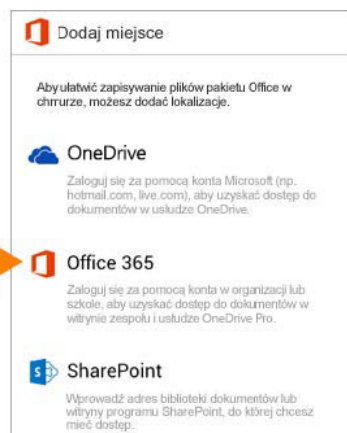 Dodaj miejsce
Aby ułatwić zapisywanie plików pakietu Office w
chmurze, możesz dodać lokalizacje.
OneDrive
Zaloguj się za pomocą konta Microsoft (np.
hotmail.com, live.com), aby uzyskać dostęp do
dokumentów w usłudze OneDrive.
Office 365
Zaloguj się za pomocą konta w organizacji lub
szkole, aby uzyskać dostęp do dokumentów w
witrynie zespołu i usłudze OneDrive Pro.
SharePoint
Wprowadź adres biblioteki dokumentów lub
witryny programu SharePoint, do której chcesz
mieć dostęp.